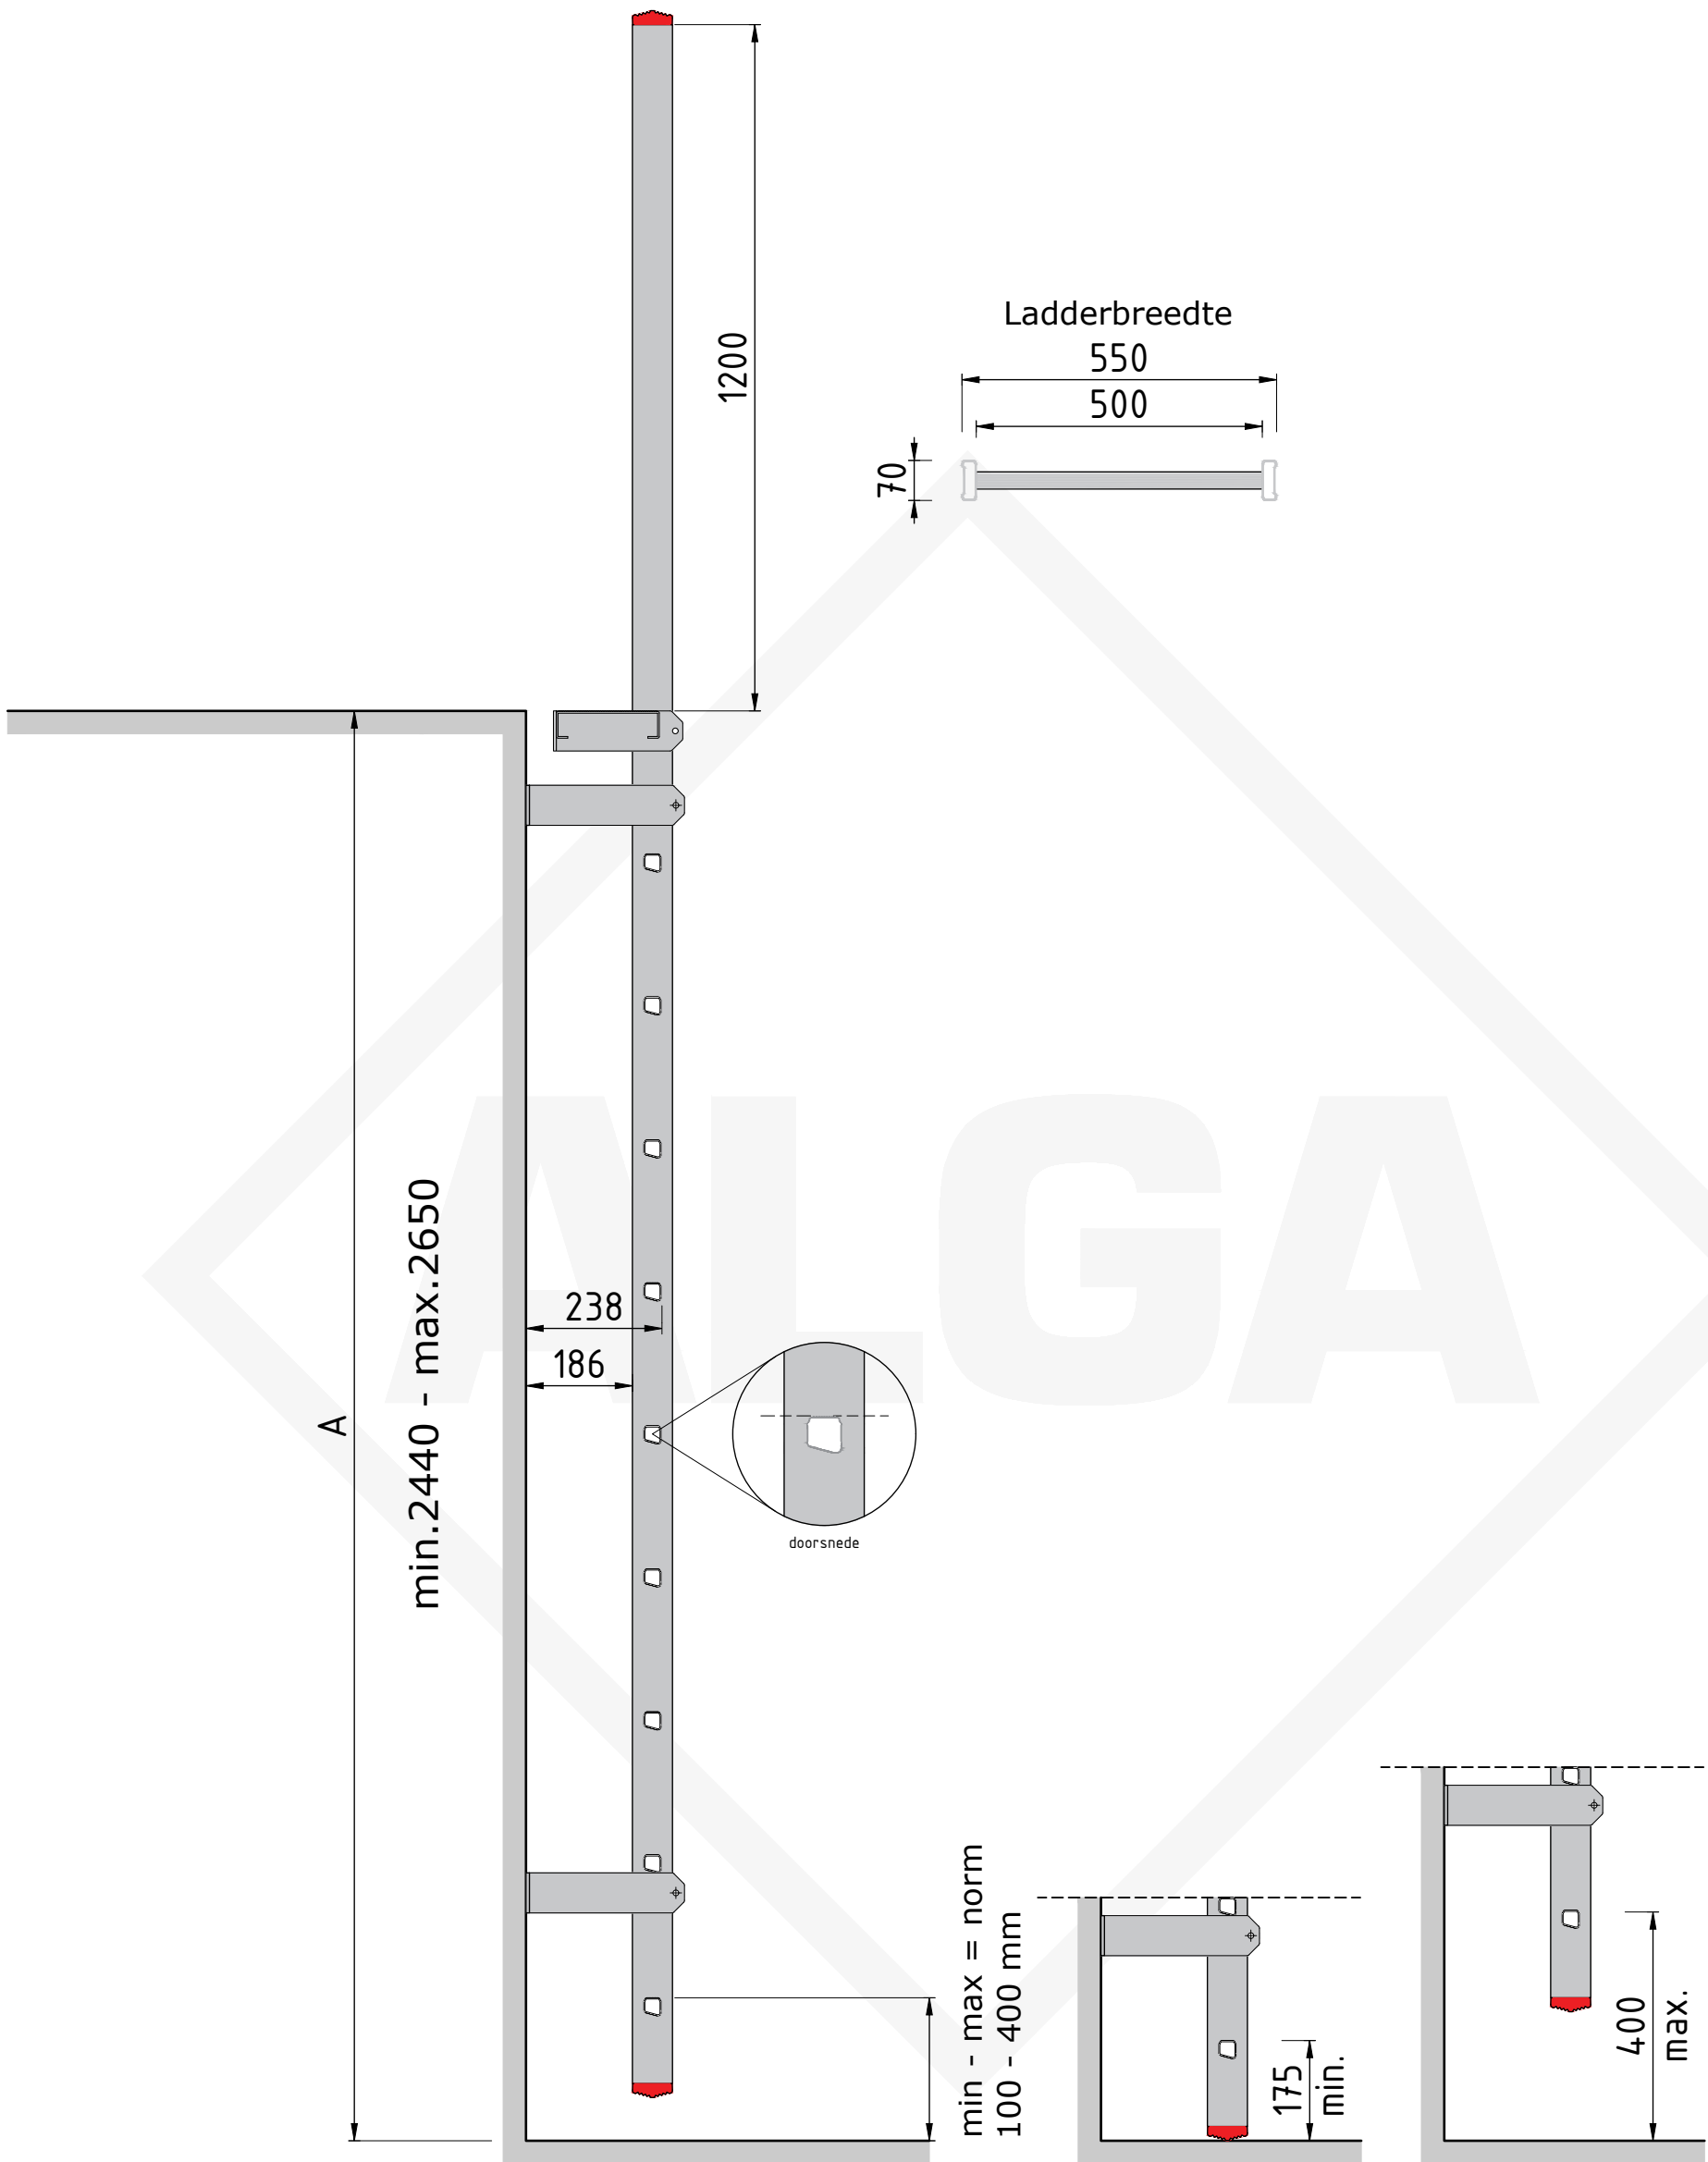 1200
Ladderbreedte
550
500
70
A
min.2440 - max.2650
238
186
doorsnede
ALGA
min - max = norm
100 - 400 mm
175
min.
400
max.